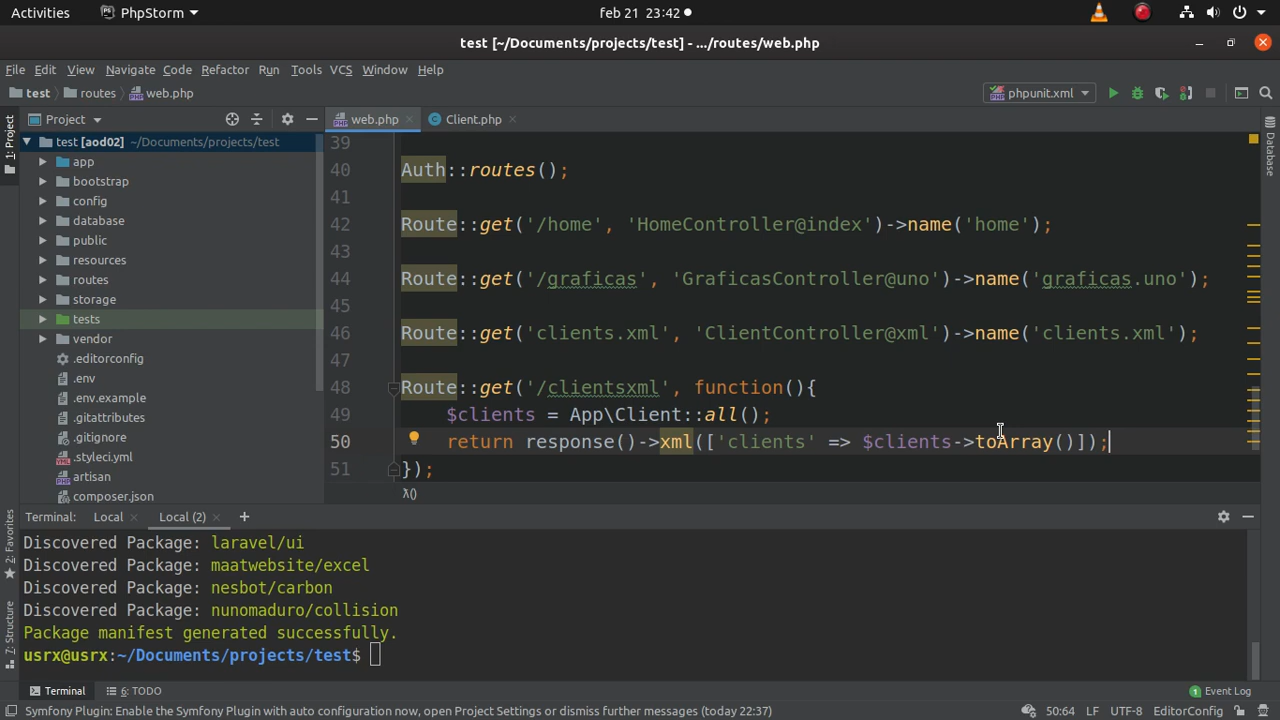 Activities PhpStorm feb 21 23:42
test [~/Documents/projects/test] - .../routes/web.php
File Edit View Navigate Code Refactor Run Tools VCS Window Help
test routes web.php phpunit.xml
Project web.php Client.php
1: Project
Database
test [aod02] ~/Documents/projects/test
app
bootstrap
config
database
public
resources
routes
storage
tests
vendor
.editorconfig
.env
.env.example
.gitattributes
.gitignore
.styleci.yml
artisan
composer.json
39
40 Auth::routes();
41
42 Route::get('/home', 'HomeController@index')->name('home');
43
44 Route::get('/graficas', 'GraficasController@uno')->name('graficas.uno');
45
46 Route::get('clients.xml', 'ClientController@xml')->name('clients.xml');
47
48 Route::get('/clientsxml', function(){
49 $clients = App\Client::all();
50 return response()->xml(['clients' => $clients->toArray()]);
51 });
λ()
2: Favorites
7: Structure
Terminal: Local Local (2) +
Discovered Package: laravel/ui
Discovered Package: maatwebsite/excel
Discovered Package: nesbot/carbon
Discovered Package: nunomaduro/collision
Package manifest generated successfully.
usrx@usrx:~/Documents/projects/test$
Terminal 6: TODO 1 Event Log
Symfony Plugin: Enable the Symfony Plugin with auto configuration now, open Project Settings or dismiss further messages (today 22:37) 50:64 LF UTF-8 EditorConfig